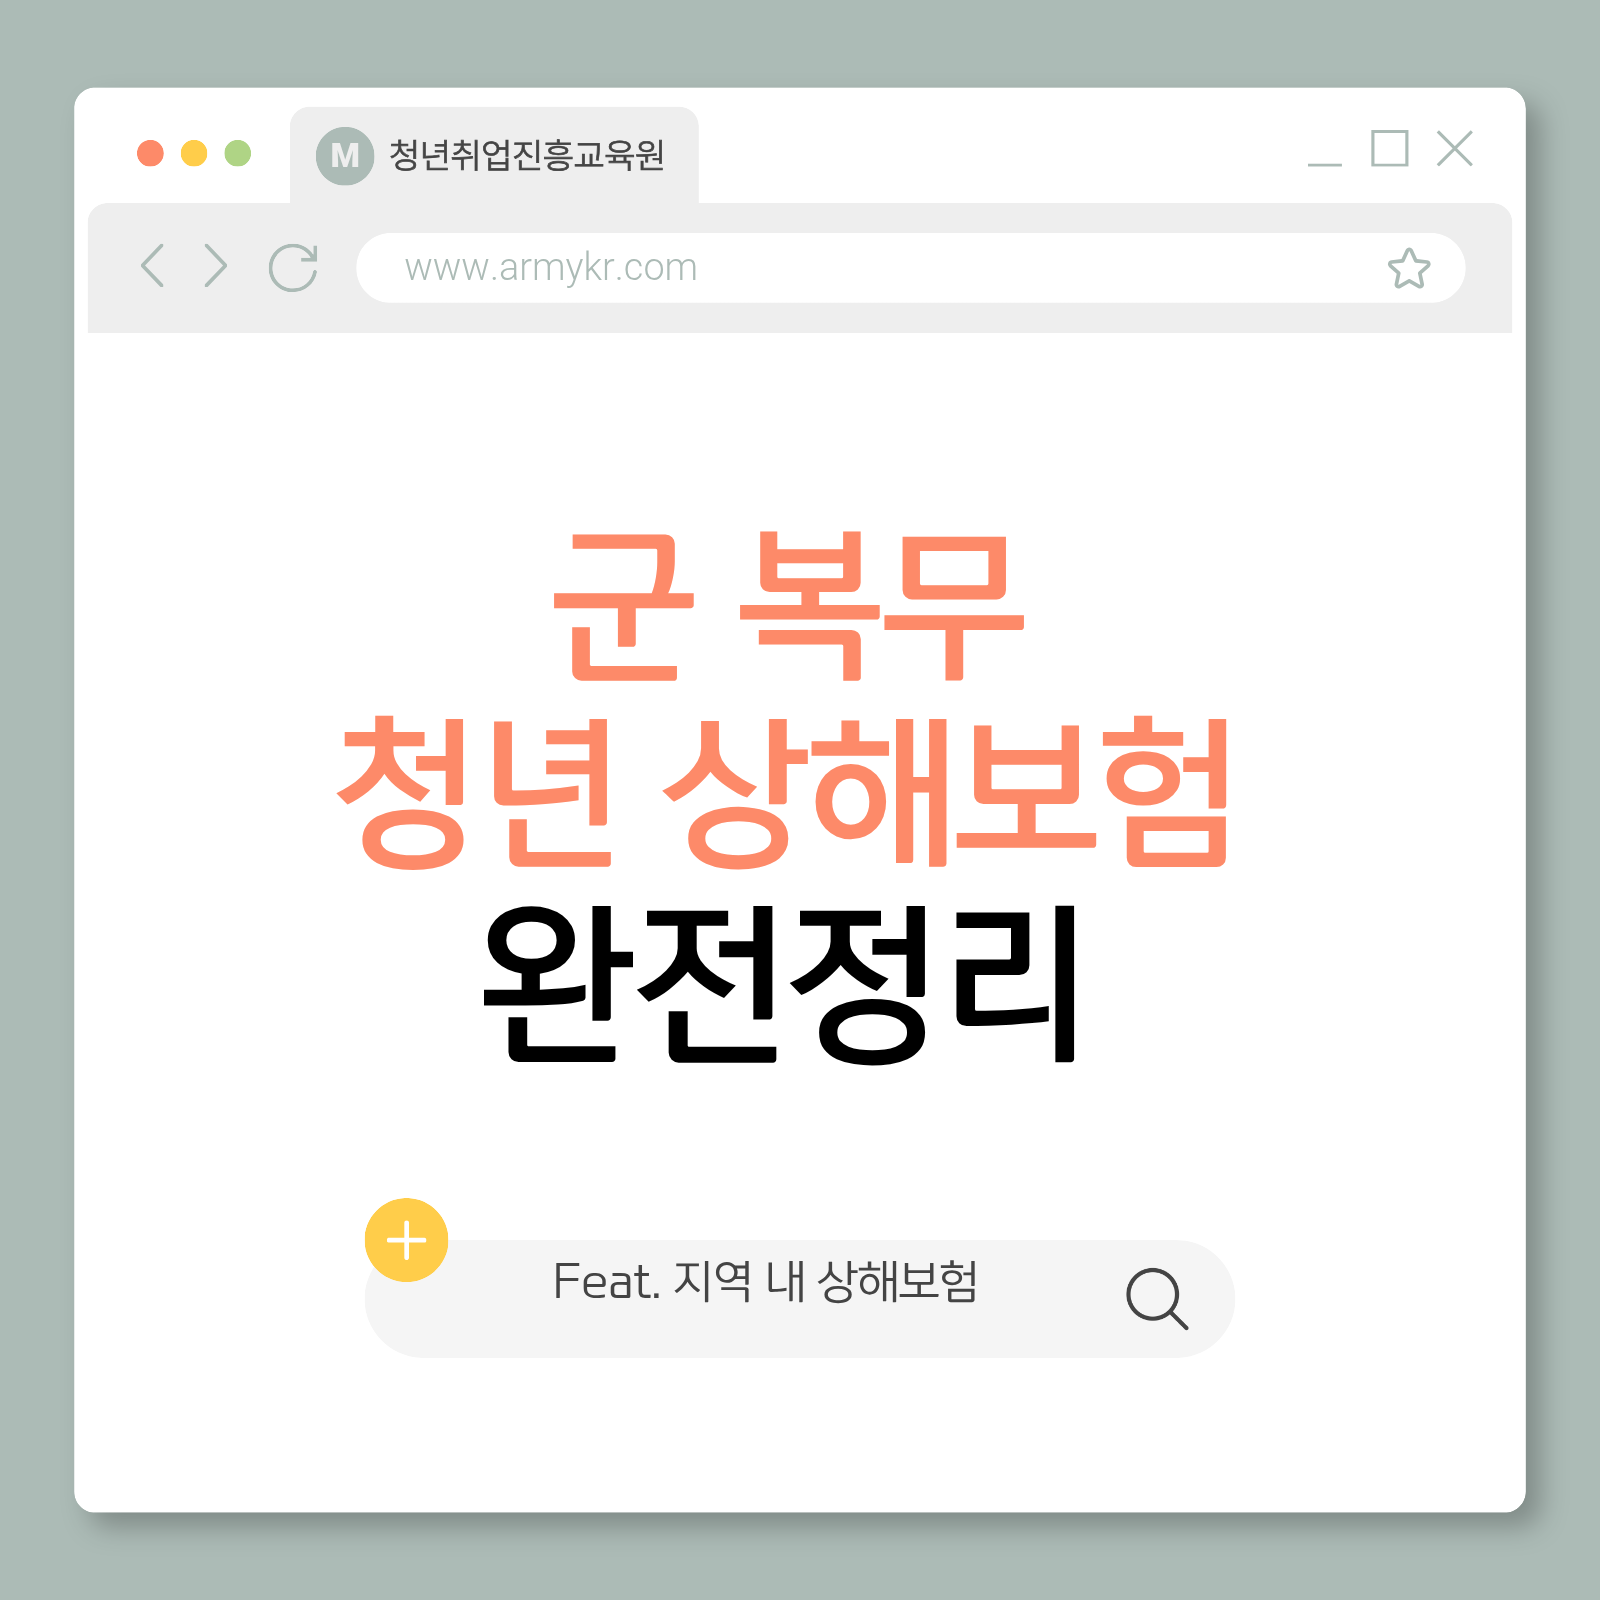 M 청년취업진흥교육원
www.armykr.com
군 복무
청년 상해보험
완전정리
Feat. 지역 내 상해보험